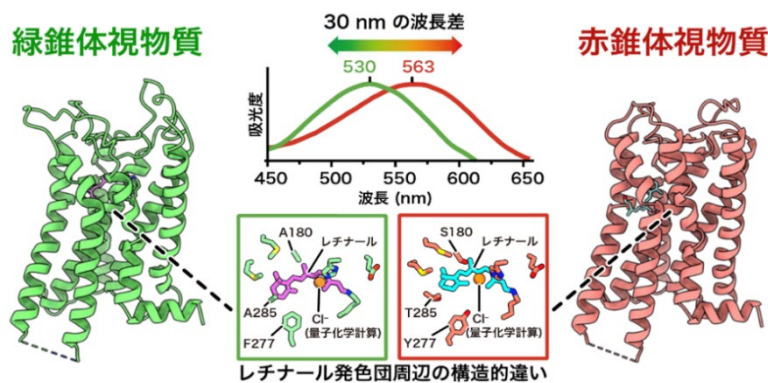 緑錐体視物質
30 nm の波長差
赤錐体視物質
530
563
吸光度
450
500
550
600
650
波長 (nm)
A180
レチナール
A285
F277
Cl-
(量子化学計算)
S180
レチナール
T285
Y277
Cl-
(量子化学計算)
レチナール発色団周辺の構造的違い